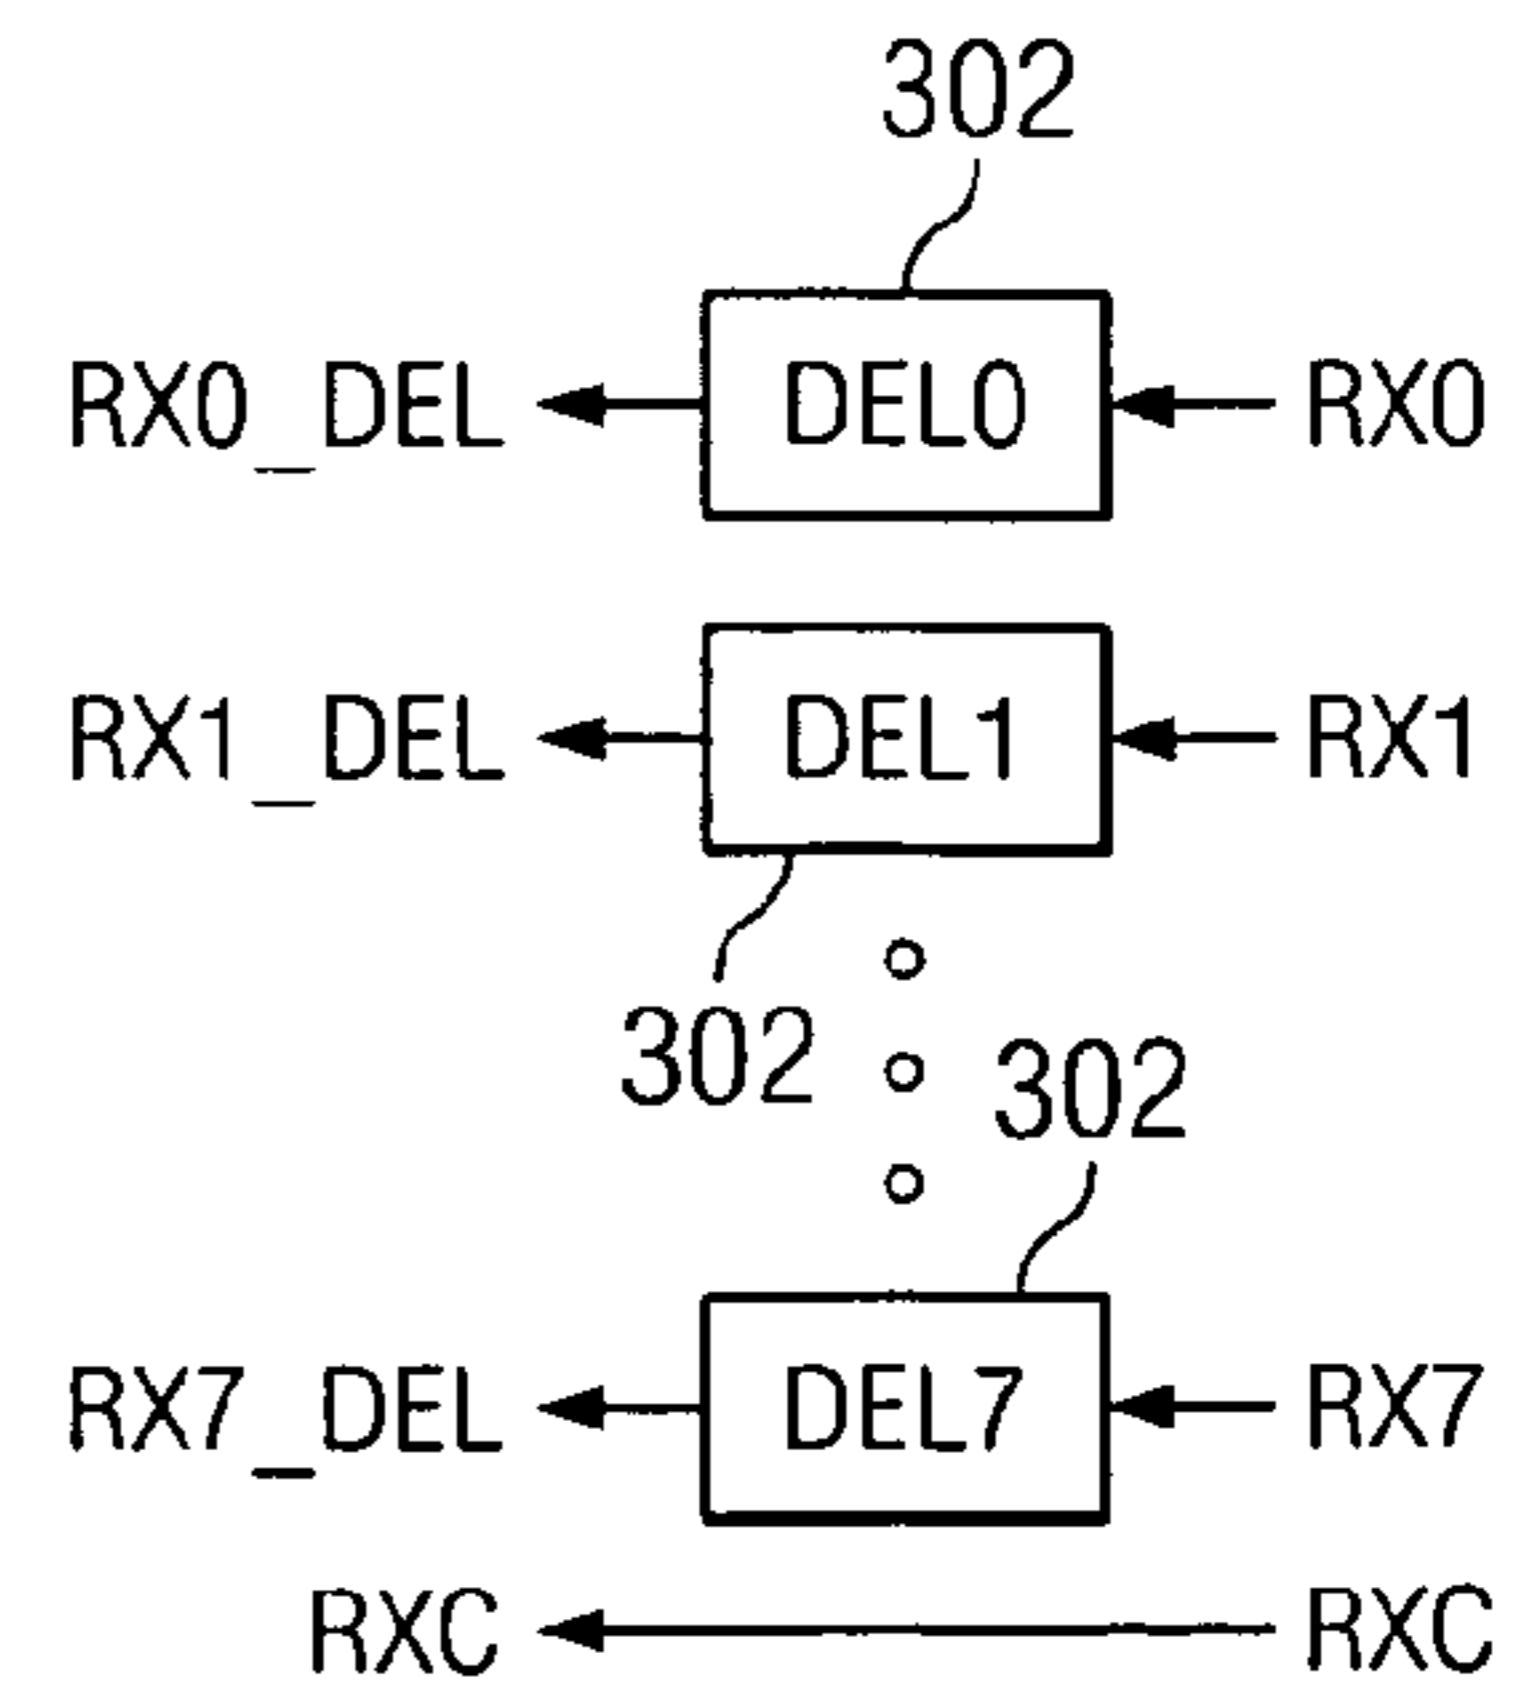 302
RX0_DEL DEL0 RX0
RX1_DEL DEL1 RX1
302
302
RX7_DEL DEL7 RX7
RXC RXC